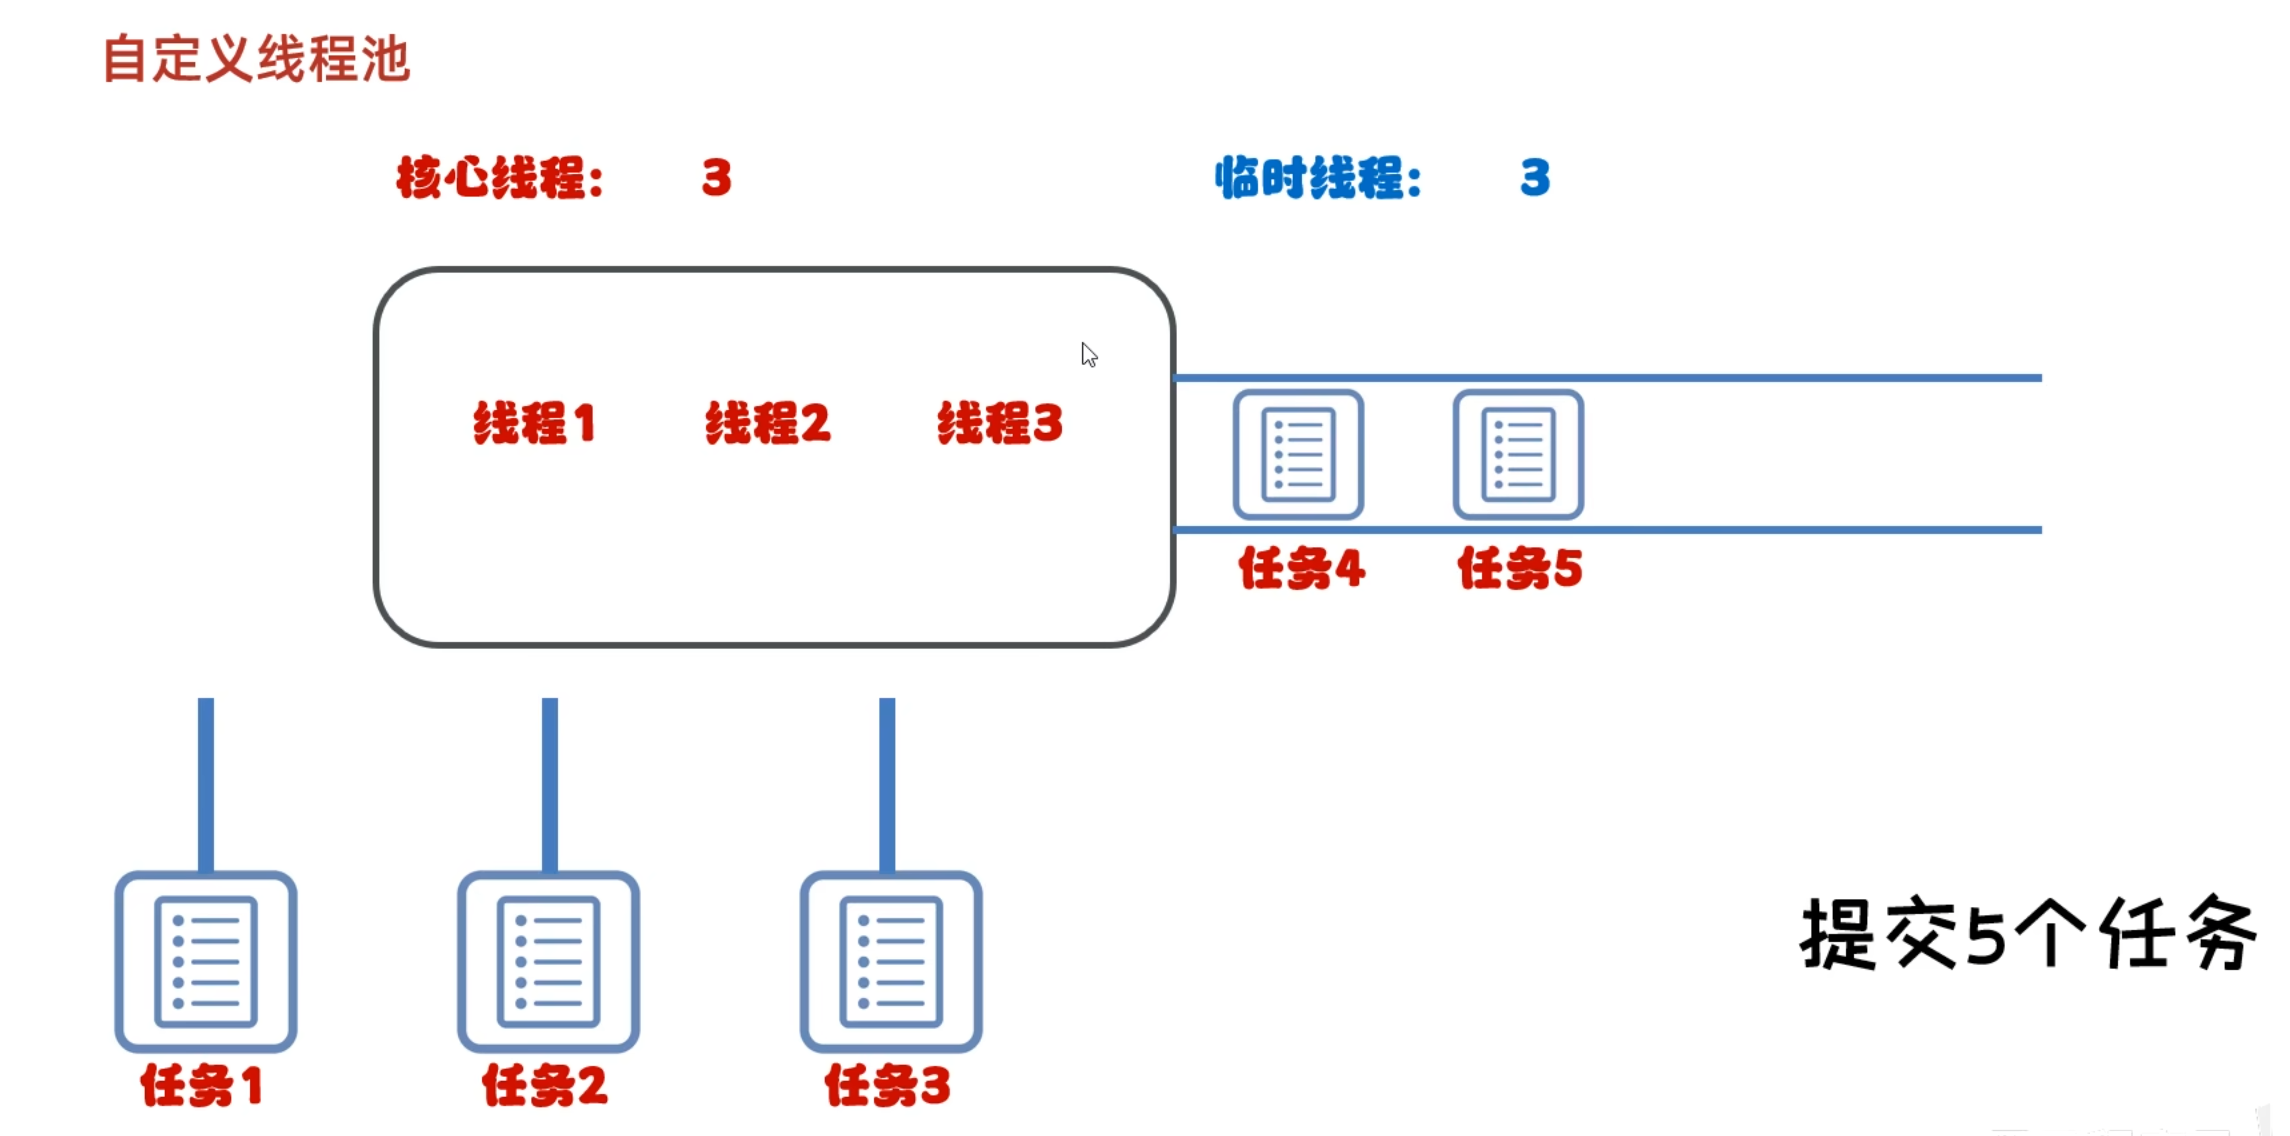 自定义线程池
核心线程： 3
临时线程： 3
线程1 线程2 线程3
任务4 任务5
提交5个任务
任务1 任务2 任务3